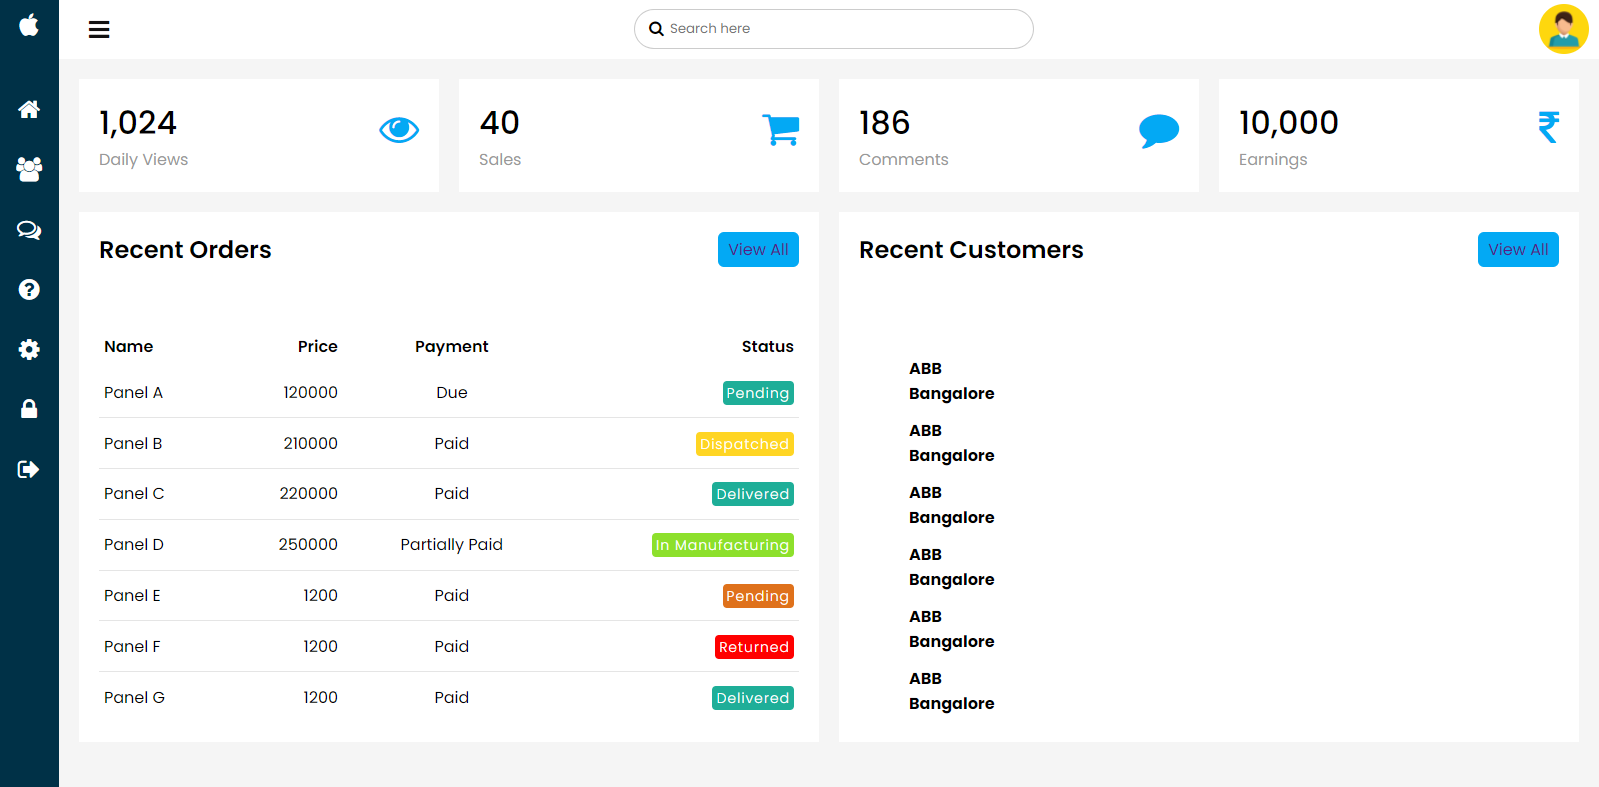 Search here
1,024
Daily Views
40
Sales
186
Comments
10,000
Earnings
₹
Recent Orders
View All
Name Price Payment Status
Panel A 120000 Due Pending
Panel B 210000 Paid Dispatched
Panel C 220000 Paid Delivered
Panel D 250000 Partially Paid In Manufacturing
Panel E 1200 Paid Pending
Panel F 1200 Paid Returned
Panel G 1200 Paid Delivered
Recent Customers
View All
ABB
Bangalore
ABB
Bangalore
ABB
Bangalore
ABB
Bangalore
ABB
Bangalore
ABB
Bangalore